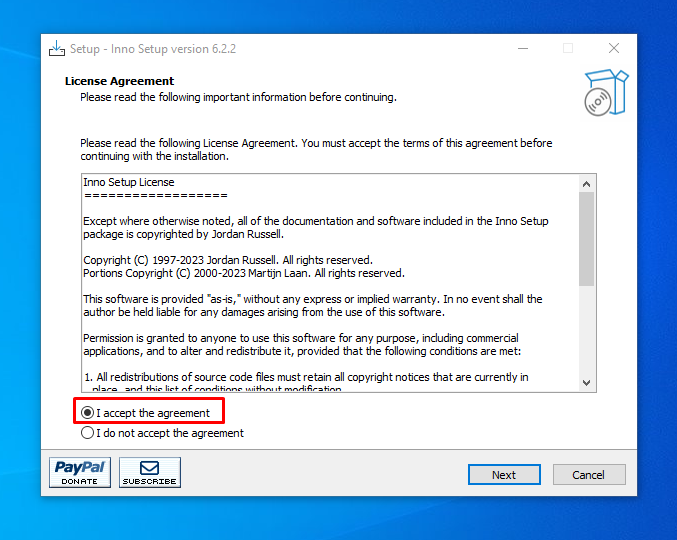 Setup - Inno Setup version 6.2.2
License Agreement
Please read the following important information before continuing.
Please read the following License Agreement. You must accept the terms of this agreement before
continuing with the installation.
Inno Setup License
==================
Except where otherwise noted, all of the documentation and software included in the Inno Setup
package is copyrighted by Jordan Russell.
Copyright (C) 1997-2023 Jordan Russell. All rights reserved.
Portions Copyright (C) 2000-2023 Martijn Laan. All rights reserved.
This software is provided "as-is," without any express or implied warranty. In no event shall the
author be held liable for any damages arising from the use of this software.
Permission is granted to anyone to use this software for any purpose, including commercial
applications, and to alter and redistribute it, provided that the following conditions are met:
1. All redistributions of source code files must retain all copyright notices that are currently in
place, and this list of conditions without modification.
I accept the agreement
I do not accept the agreement
PayPal
DONATE
SUBSCRIBE
Next
Cancel